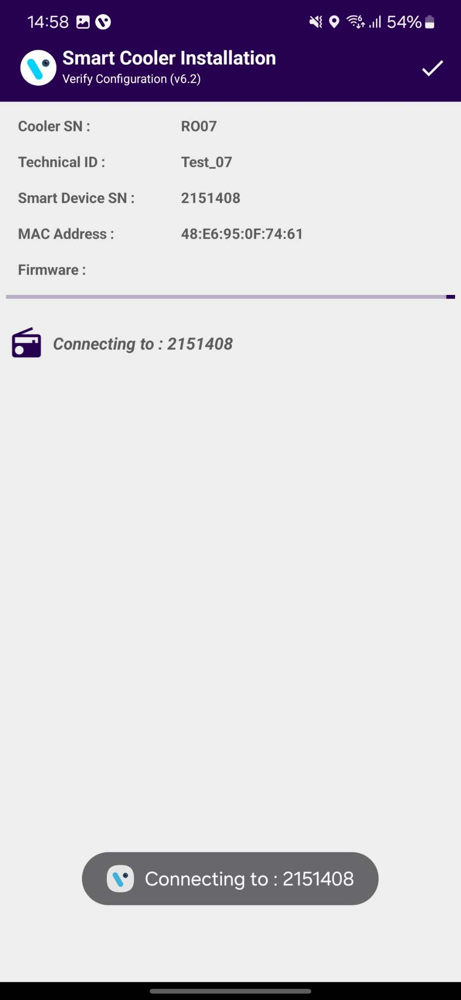 14:58
54%
Smart Cooler Installation
Verify Configuration (v6.2)
Cooler SN : RO07
Technical ID : Test_07
Smart Device SN : 2151408
MAC Address : 48:E6:95:0F:74:61
Firmware :
Connecting to : 2151408
Connecting to : 2151408